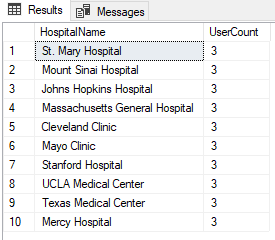 Results Messages
HospitalName UserCount
1 St. Mary Hospital 3
2 Mount Sinai Hospital 3
3 Johns Hopkins Hospital 3
4 Massachusetts General Hospital 3
5 Cleveland Clinic 3
6 Mayo Clinic 3
7 Stanford Hospital 3
8 UCLA Medical Center 3
9 Texas Medical Center 3
10 Mercy Hospital 3